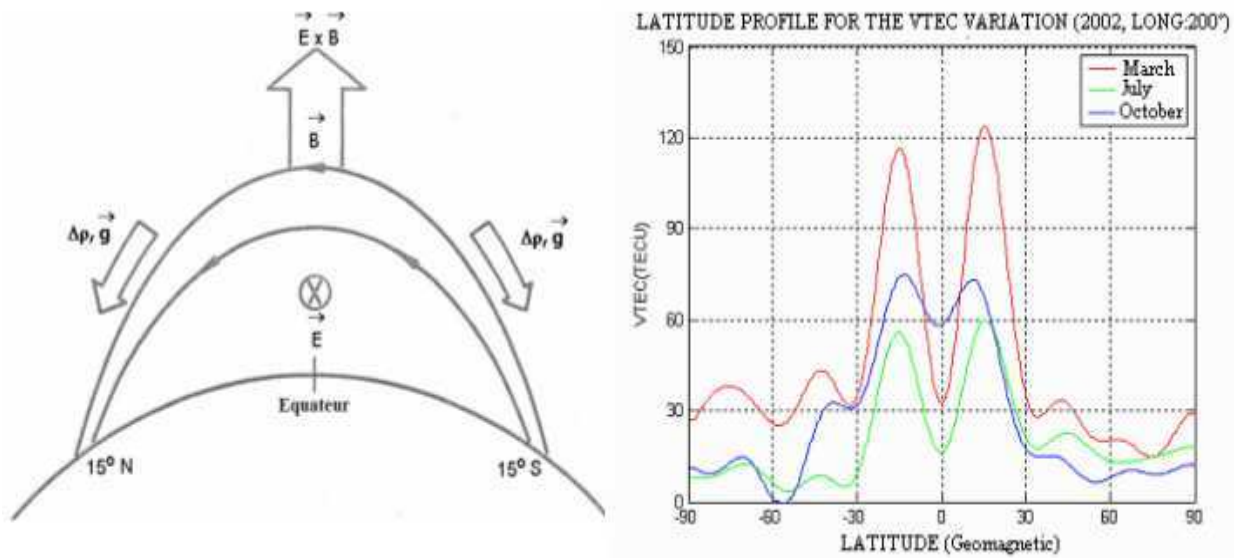 E x B
B
Δρ, g
Δρ, g
E
Equateur
15° N
15° S
LATITUDE PROFILE FOR THE VTEC VARIATION (2002, LONG:200°)
March
July
October
VTEC(TECU)
150
120
90
60
30
0
-90 -60 -30 0 30 60 90
LATITUDE (Geomagnetic)